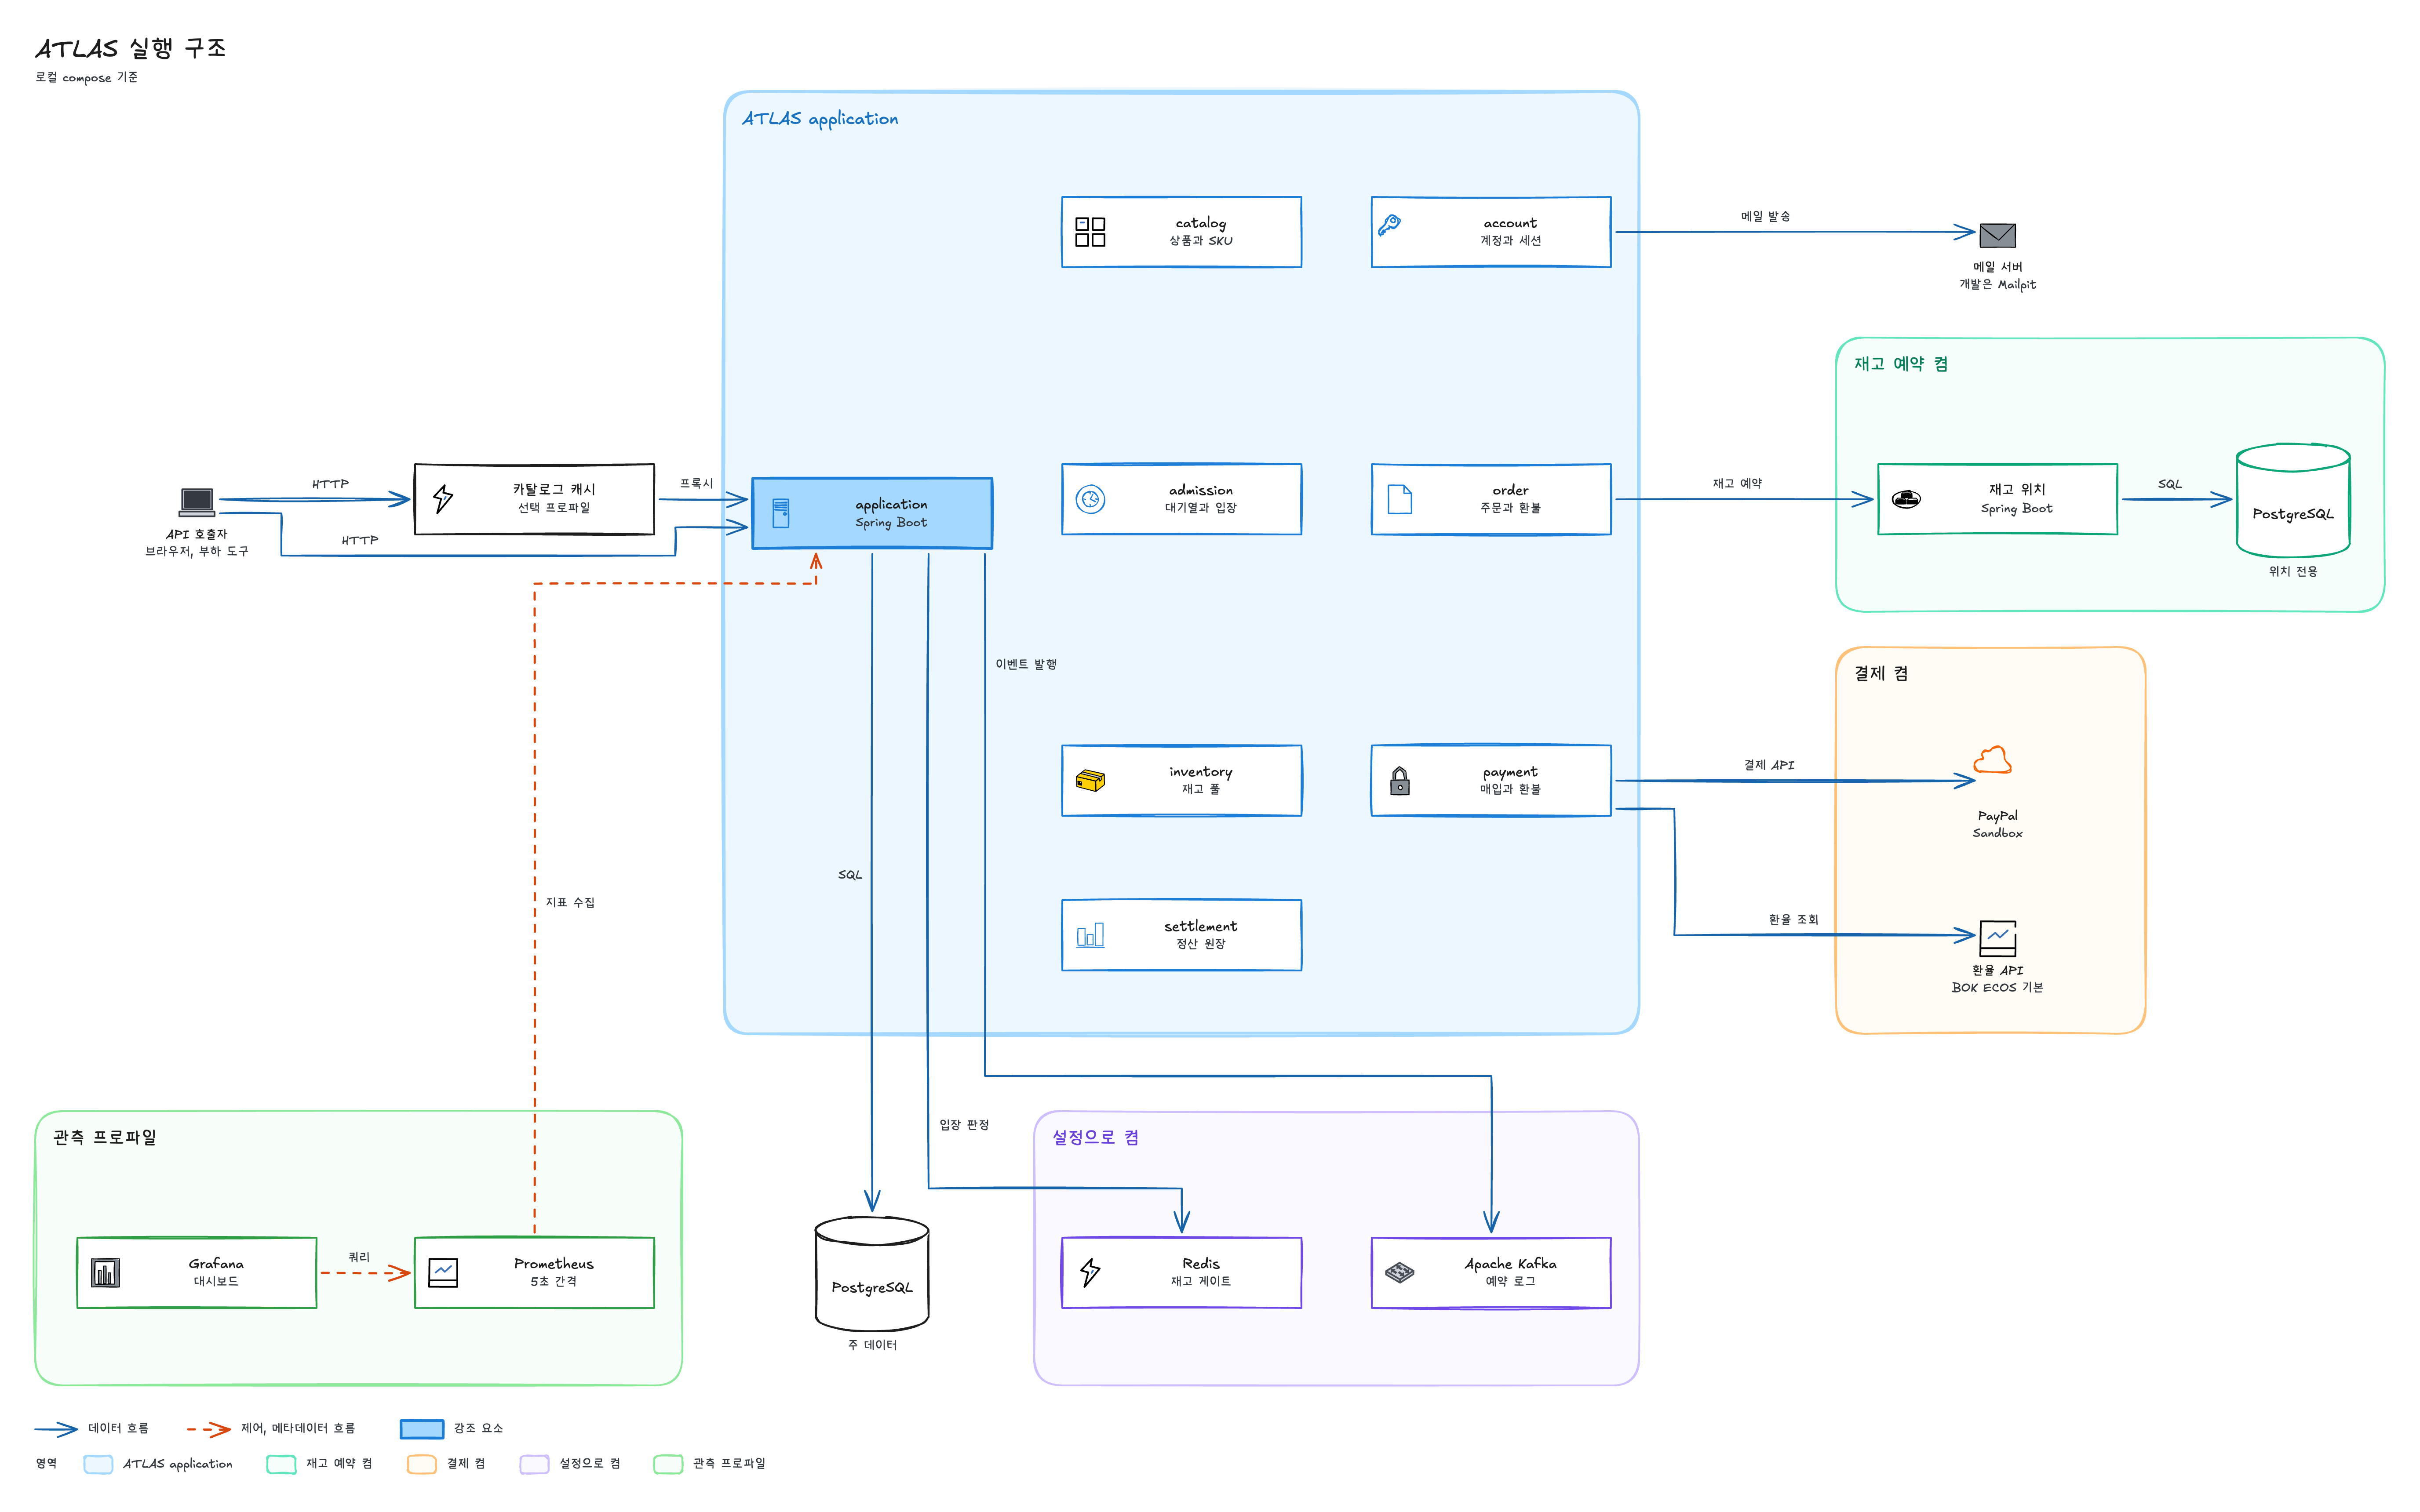 ATLAS 실행 구조
로컬 compose 기준
ATLAS application
catalog
상품과 SKU
account
계정과 세션
메일 발송
메일 서버
개발은 Mailpit
재고 예약 켬
API 호출자
브라우저, 부하 도구
HTTP
HTTP
카탈로그 캐시
선택 프로파일
프록시
application
Spring Boot
admission
대기열과 입장
order
주문과 환불
재고 예약
재고 위치
Spring Boot
SQL
PostgreSQL
위치 전용
이벤트 발행
결제 켬
inventory
재고 풀
payment
매입과 환불
결제 API
PayPal
Sandbox
SQL
지표 수집
settlement
정산 원장
환율 조회
환율 API
BOK ECOS 기본
입장 판정
관측 프로파일
Grafana
대시보드
쿼리
Prometheus
5초 간격
PostgreSQL
주 데이터
설정으로 켬
Redis
재고 게이트
Apache Kafka
예약 로그
데이터 흐름
제어, 메타데이터 흐름
강조 요소
영역
ATLAS application
재고 예약 켬
결제 켬
설정으로 켬
관측 프로파일